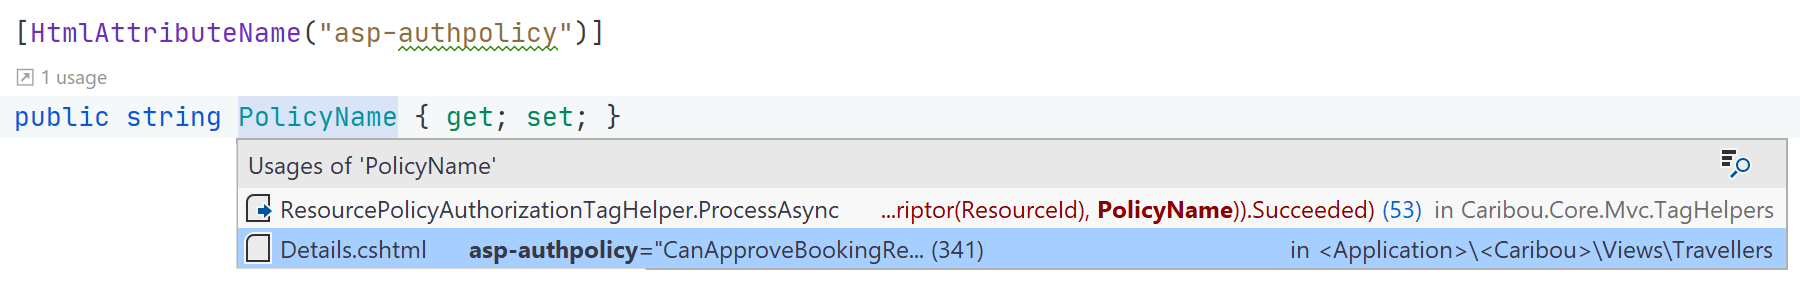 [HtmlAttributeName("asp-authpolicy")]
1 usage
public string PolicyName { get; set; }
Usages of 'PolicyName'
ResourcePolicyAuthorizationTagHelper.ProcessAsync ...riptor(ResourceId), PolicyName)).Succeeded) (53) in Caribou.Core.Mvc.TagHelpers
Details.cshtml asp-authpolicy="CanApproveBookingRe... (341) in <Application>\<Caribou>\Views\Travellers